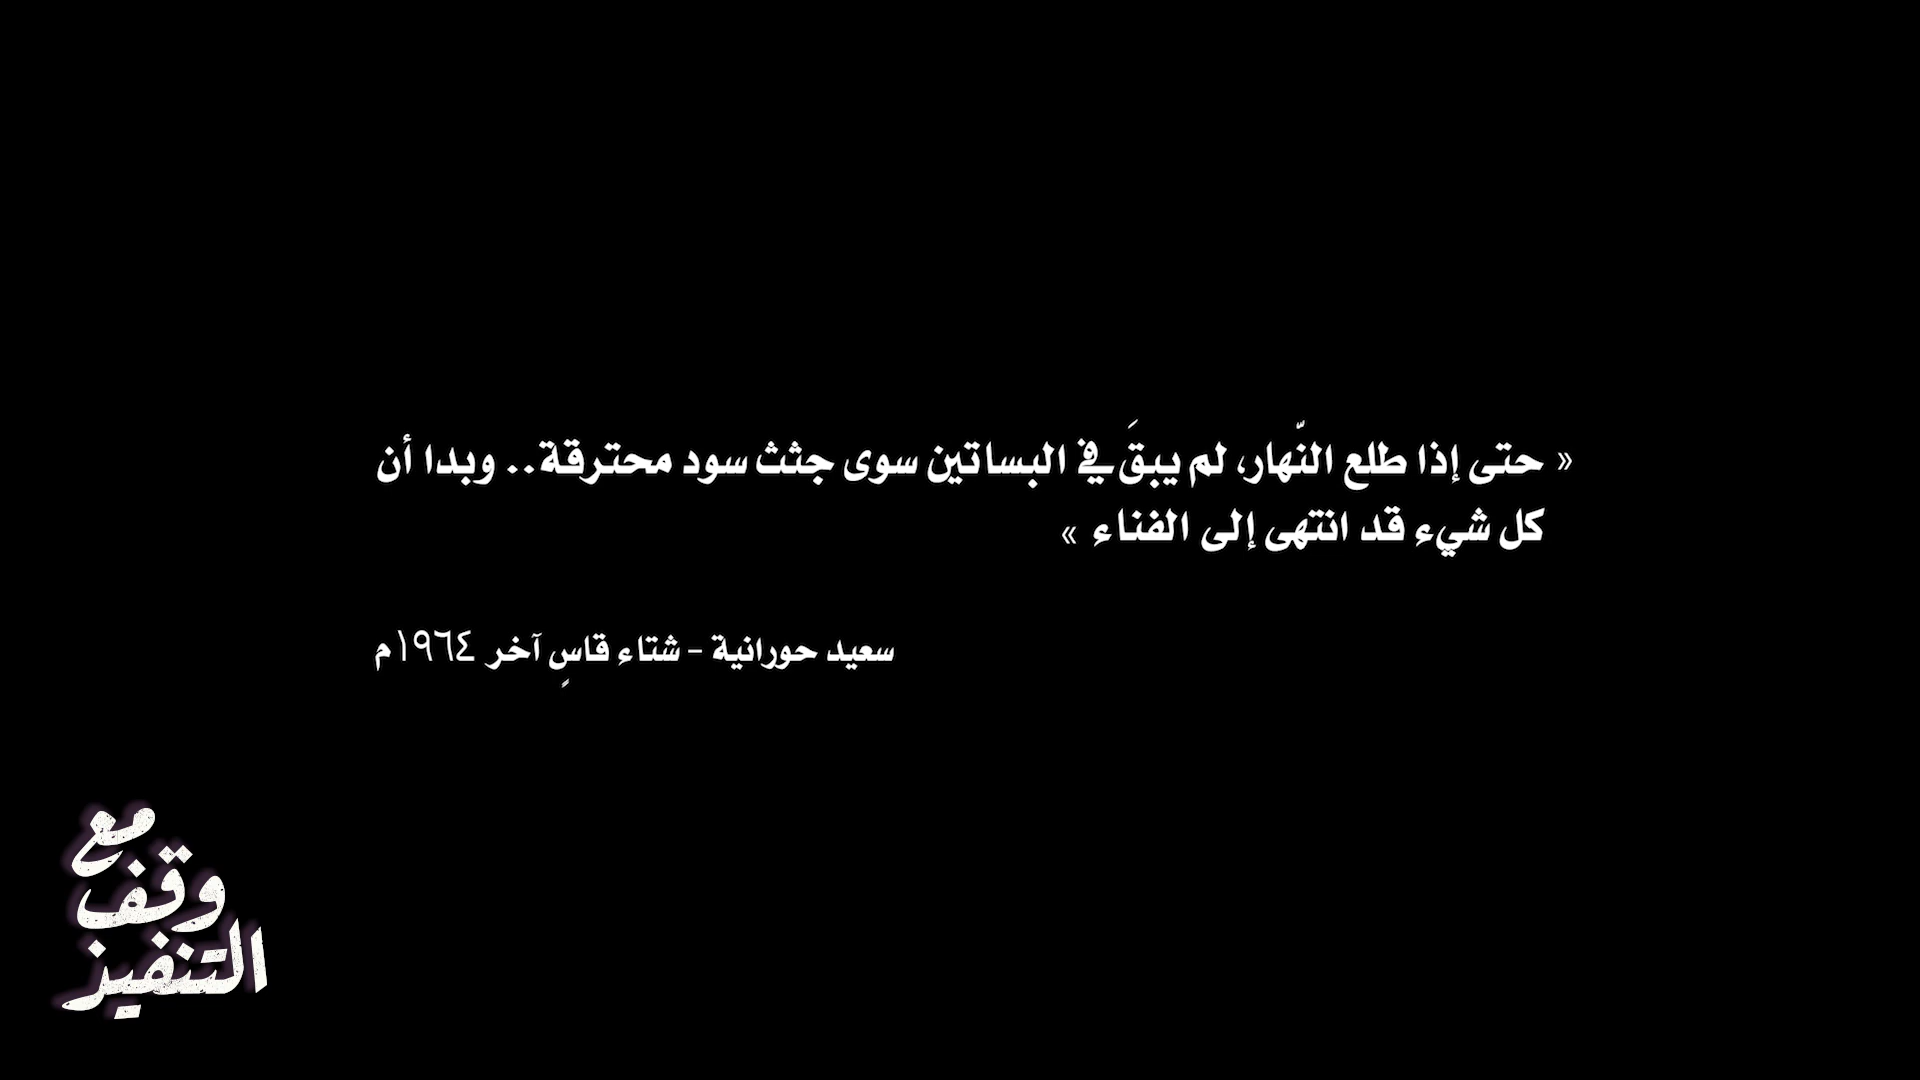 « حتى إذا طلع النّهار، لم يبقَ في البساتين سوى جثث سود محترقة.. وبدا أن
كل شيء قد انتهى إلى الفناء »
سعيد حورانية - شتاء قاسٍ آخر ١٩٦٤م
مع
وقف
التنفيذ